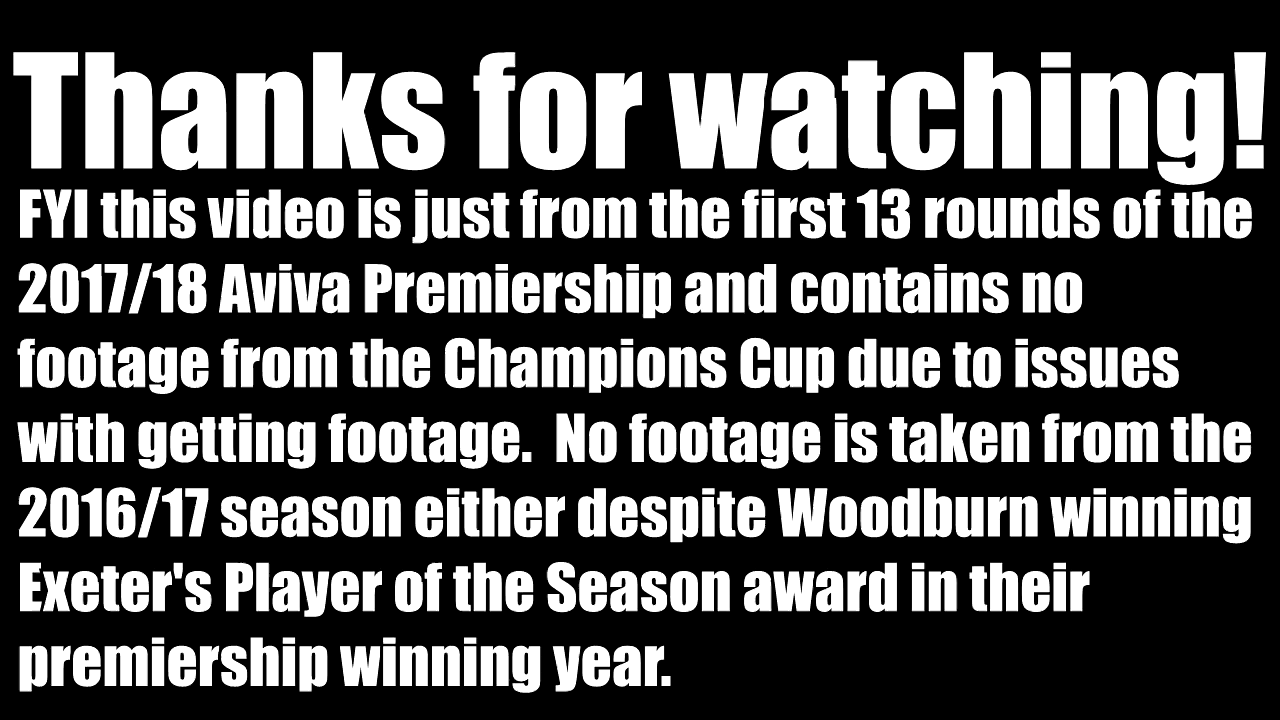 Thanks for watching!
FYI this video is just from the first 13 rounds of the
2017/18 Aviva Premiership and contains no
footage from the Champions Cup due to issues
with getting footage.  No footage is taken from the
2016/17 season either despite Woodburn winning
Exeter's Player of the Season award in their
premiership winning year.